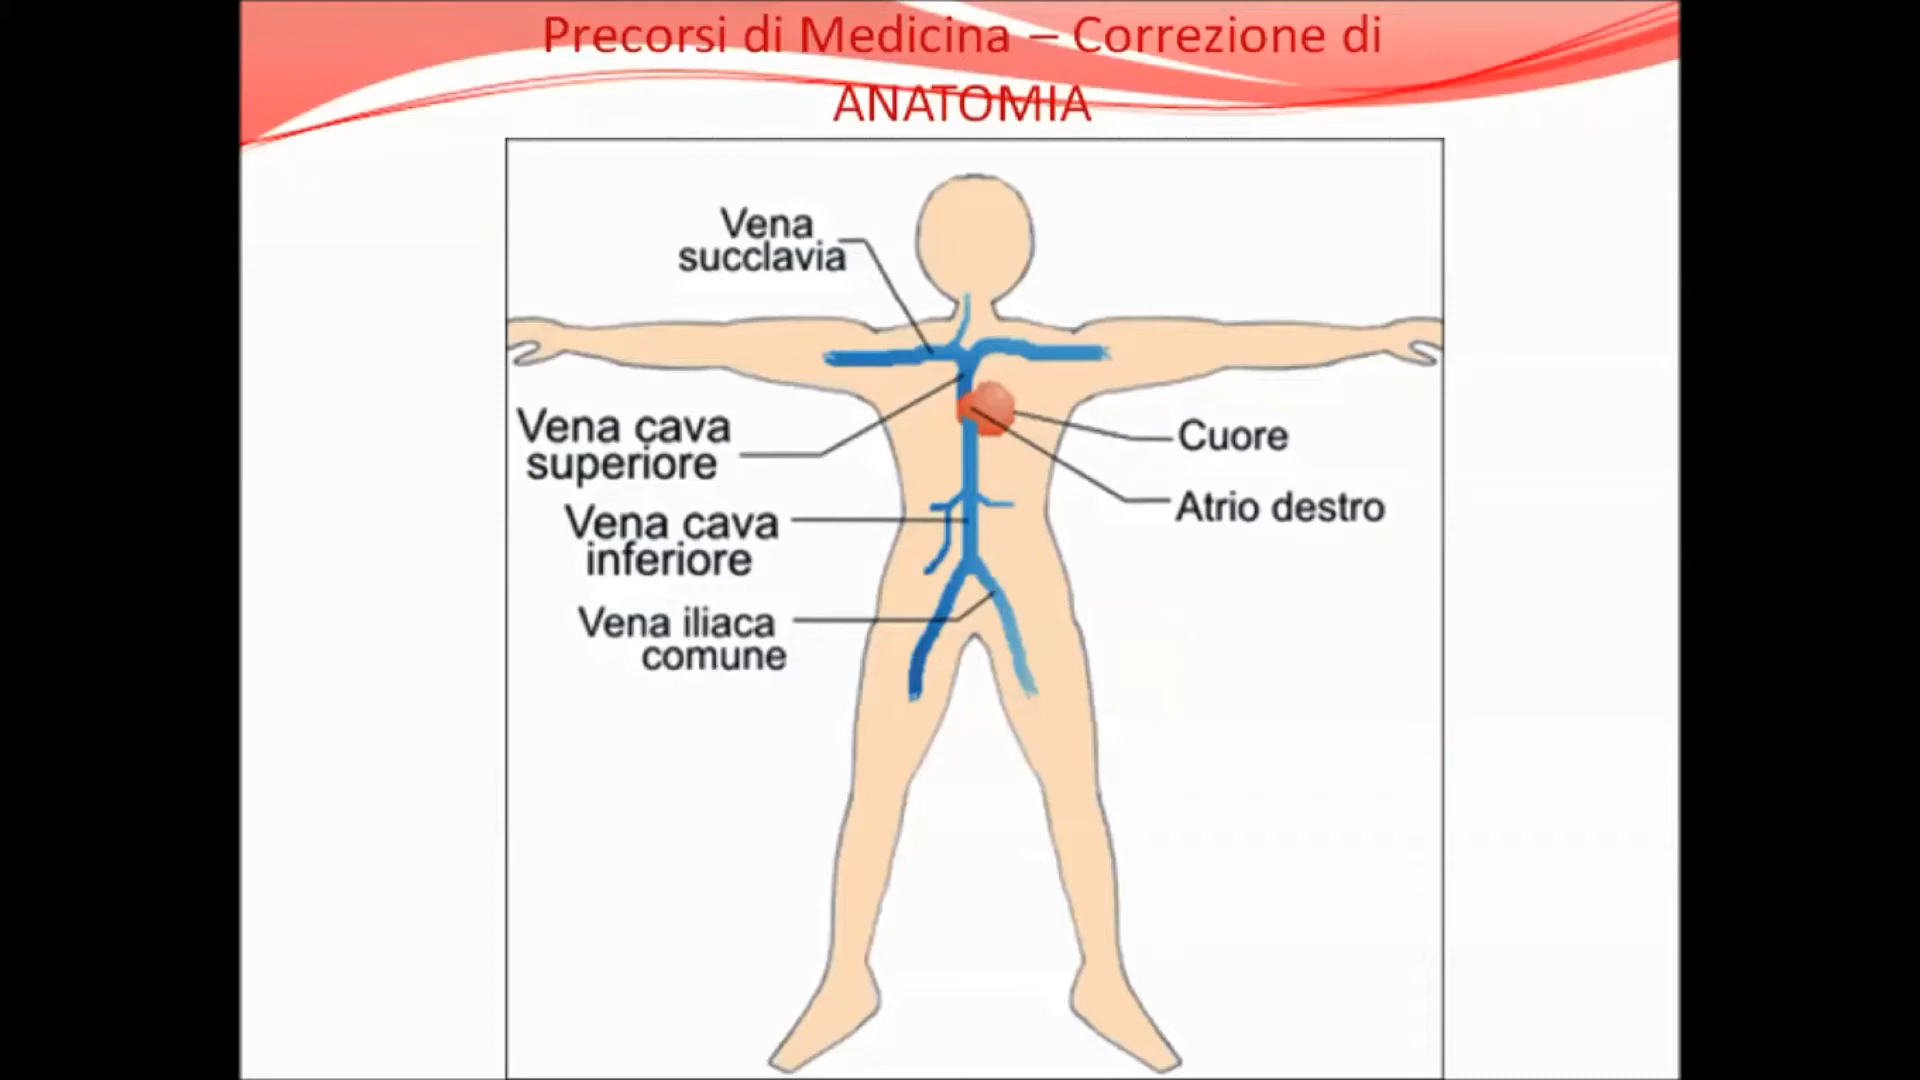 Precorsi di Medicina – Correzione di
ANATOMIA
Vena
succlavia
Vena cava
superiore
Vena cava
inferiore
Vena iliaca
comune
Cuore
Atrio destro